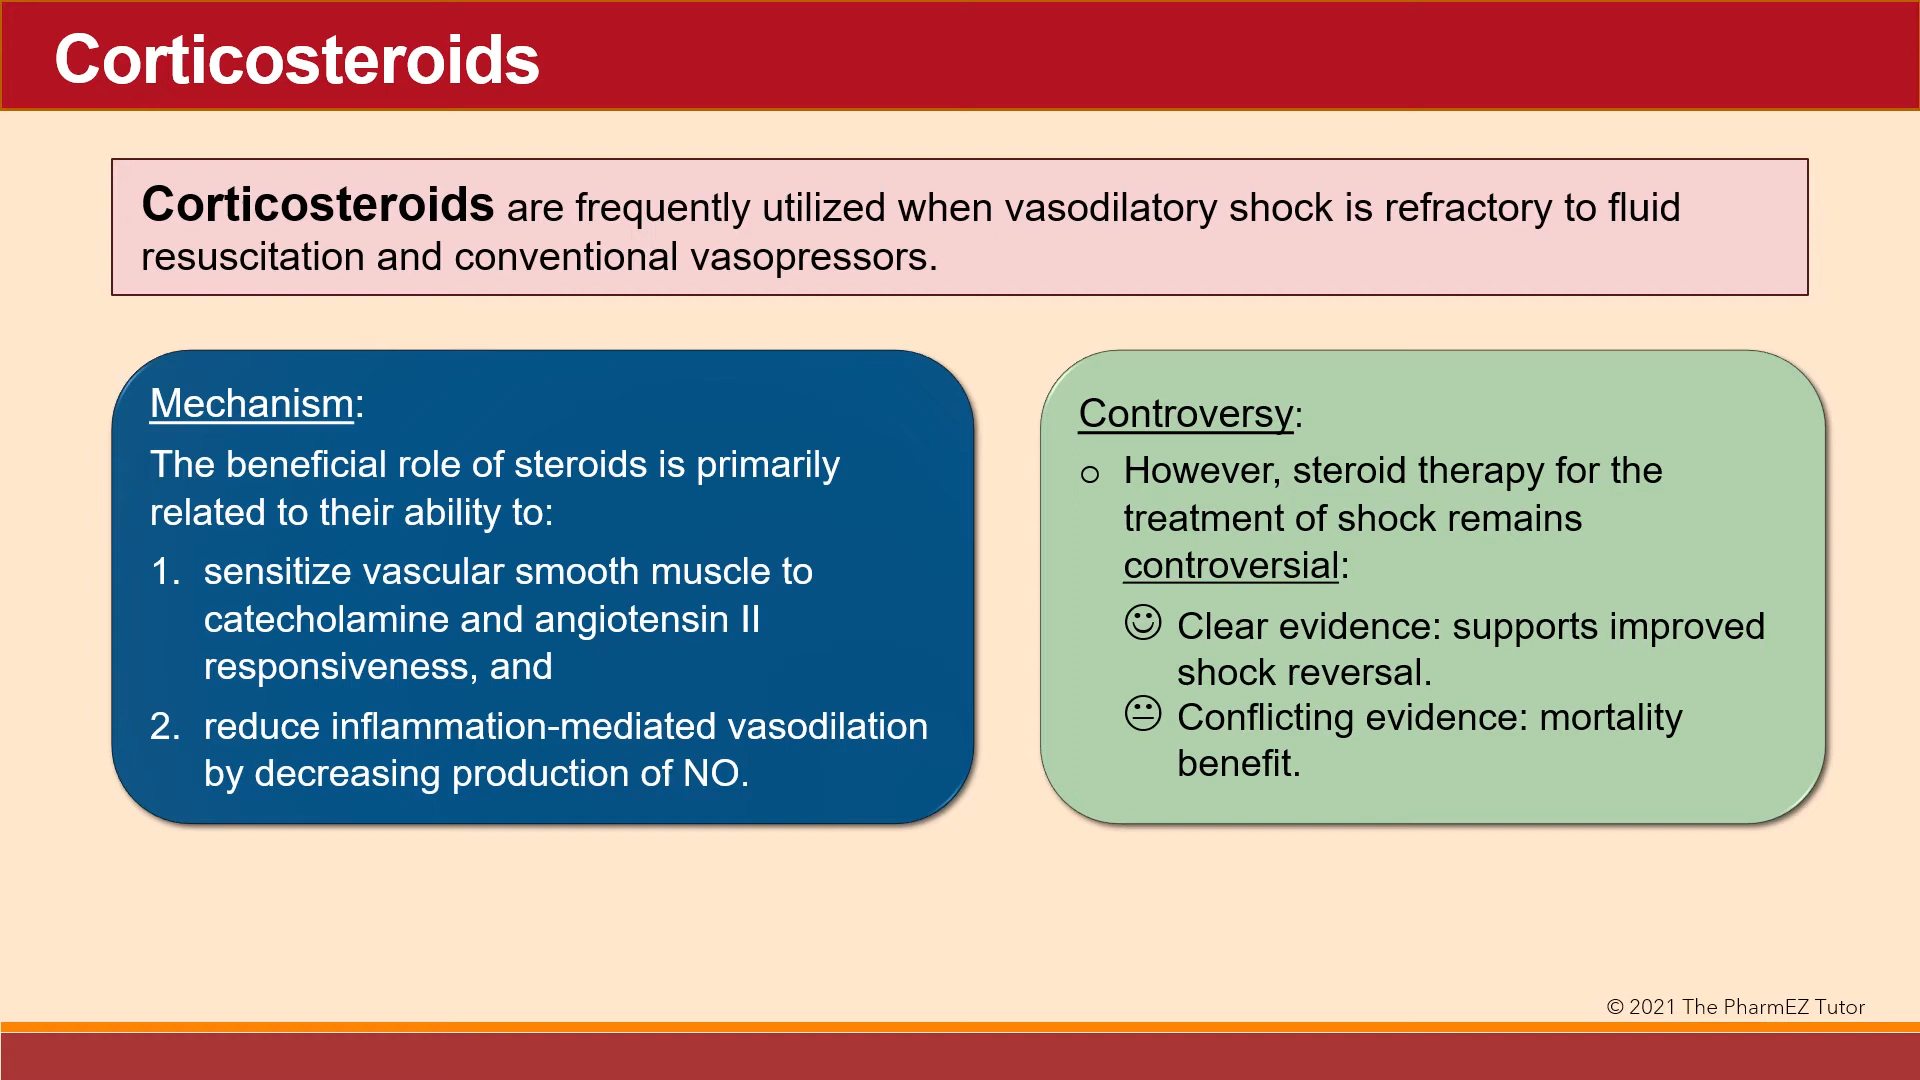 Corticosteroids
Corticosteroids are frequently utilized when vasodilatory shock is refractory to fluid
resuscitation and conventional vasopressors.
Mechanism:
The beneficial role of steroids is primarily
related to their ability to:
1. sensitize vascular smooth muscle to
catecholamine and angiotensin II
responsiveness, and
2. reduce inflammation-mediated vasodilation
by decreasing production of NO.
Controversy:
o However, steroid therapy for the
treatment of shock remains
controversial:
Clear evidence: supports improved
shock reversal.
Conflicting evidence: mortality
benefit.
© 2021 The PharmEZ Tutor